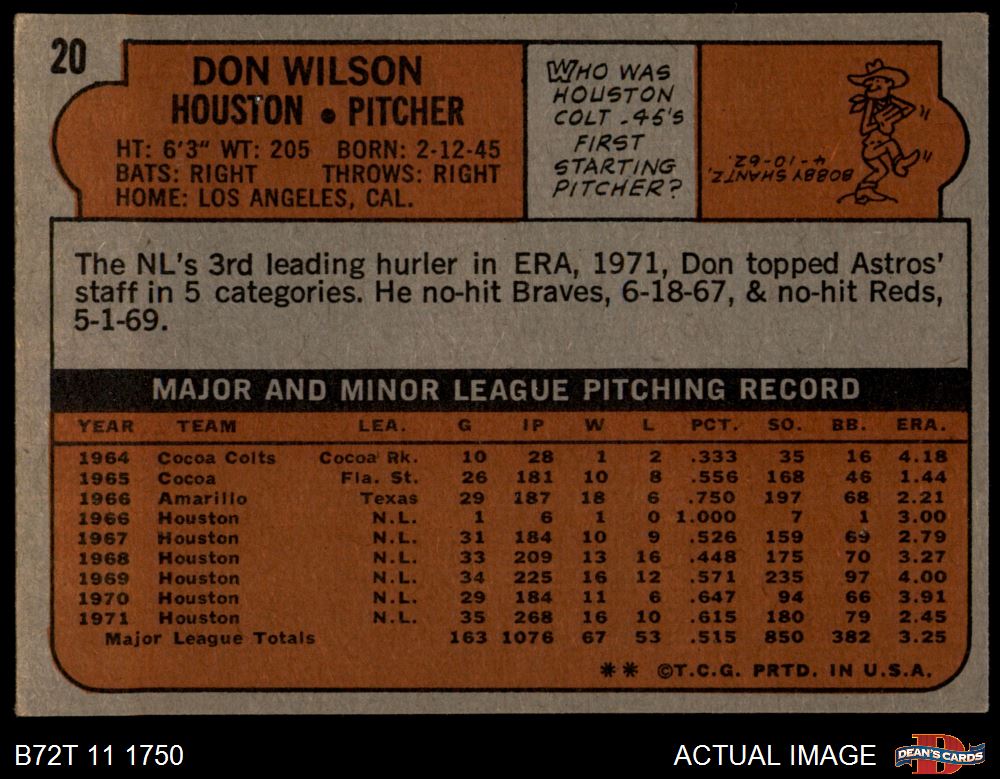 20
DON WILSON
HOUSTON • PITCHER
HT: 6'3" WT: 205 BORN: 2-12-45
BATS: RIGHT THROWS: RIGHT
HOME: LOS ANGELES, CAL.
WHO WAS
HOUSTON
COLT .45'S
FIRST
STARTING
PITCHER?
BOBBY SHANTZ,
4-10-62.
The NL's 3rd leading hurler in ERA, 1971, Don topped Astros'
staff in 5 categories. He no-hit Braves, 6-18-67, & no-hit Reds,
5-1-69.
MAJOR AND MINOR LEAGUE PITCHING RECORD
YEAR TEAM LEA. G IP W L PCT. SO. BB. ERA.
1964 Cocoa Colts Cocoa Rk. 10 28 1 2 .333 35 16 4.18
1965 Cocoa Fla. St. 26 181 10 8 .556 168 46 1.44
1966 Amarillo Texas 29 187 18 6 .750 197 68 2.21
1966 Houston N.L. 1 6 1 0 1.000 7 1 3.00
1967 Houston N.L. 31 184 10 9 .526 159 69 2.79
1968 Houston N.L. 33 209 13 16 .448 175 70 3.27
1969 Houston N.L. 34 225 16 12 .571 235 97 4.00
1970 Houston N.L. 29 184 11 6 .647 94 66 3.91
1971 Houston N.L. 35 268 16 10 .615 180 79 2.45
Major League Totals 163 1076 67 53 .515 850 382 3.25
** ©T.C.G. PRTD. IN U.S.A.
B72T 11 1750
ACTUAL IMAGE
DEAN'S CARDS